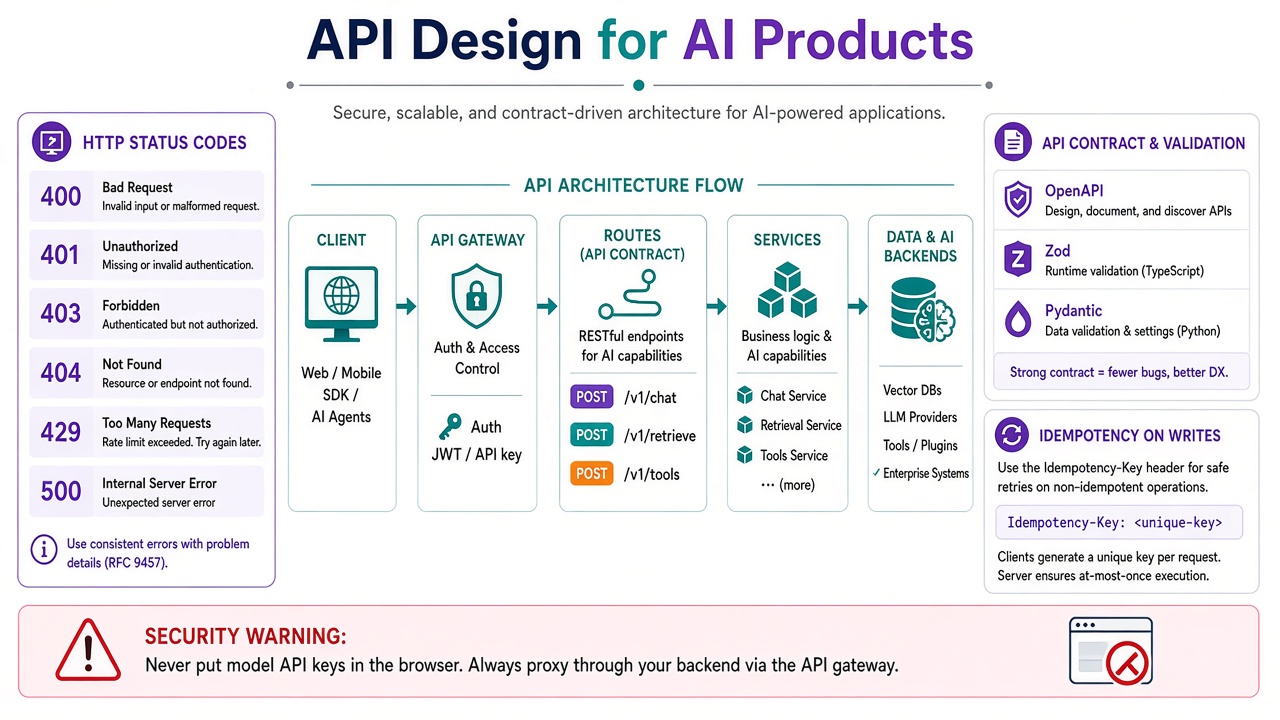 API Design for AI Products
Secure, scalable, and contract-driven architecture for AI-powered applications.
HTTP STATUS CODES
400
Bad Request
Invalid input or malformed request.
401
Unauthorized
Missing or invalid authentication.
403
Forbidden
Authenticated but not authorized.
404
Not Found
Resource or endpoint not found.
429
Too Many Requests
Rate limit exceeded. Try again later.
500
Internal Server Error
Unexpected server error
Use consistent errors with problem
details (RFC 9457).
API ARCHITECTURE FLOW
CLIENT
Web / Mobile
SDK /
AI Agents
API GATEWAY
Auth & Access
Control
Auth
JWT / API key
ROUTES
(API CONTRACT)
RESTful endpoints
for AI capabilities
POST /v1/chat
POST /v1/retrieve
POST /v1/tools
SERVICES
Business logic &
AI capabilities
Chat Service
Retrieval Service
Tools Service
··· (more)
DATA & AI
BACKENDS
Vector DBs
LLM Providers
Tools / Plugins
✓ Enterprise Systems
API CONTRACT & VALIDATION
OpenAPI
Design, document, and discover APIs
Z
Zod
Runtime validation (TypeScript)
Pydantic
Data validation & settings (Python)
Strong contract = fewer bugs, better DX.
IDEMPOTENCY ON WRITES
Use the Idempotency-Key header for safe
retries on non-idempotent operations.
Idempotency-Key: <unique-key>
Clients generate a unique key per request.
Server ensures at-most-once execution.
SECURITY WARNING:
Never put model API keys in the browser. Always proxy through your backend via the API gateway.